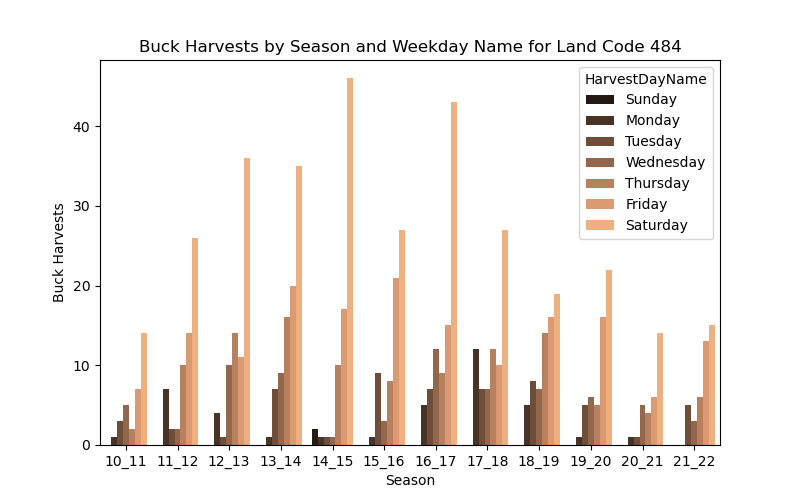 Buck Harvests by Season and Weekday Name for Land Code 484
HarvestDayName
Sunday
Monday
Tuesday
Wednesday
Thursday
Friday
Saturday
Buck Harvests
40
30
20
10
0
10_11 11_12 12_13 13_14 14_15 15_16 16_17 17_18 18_19 19_20 20_21 21_22
Season